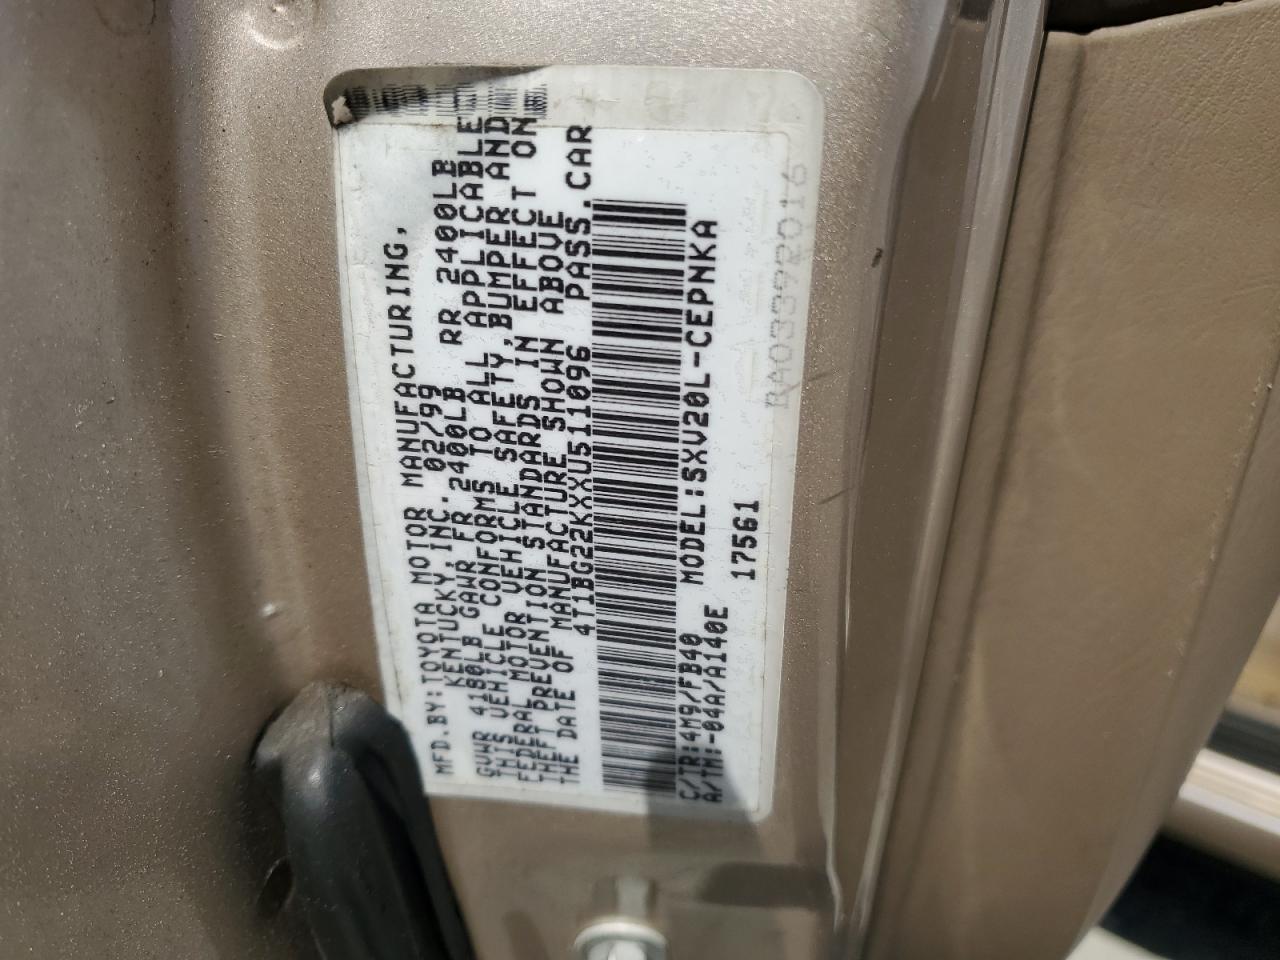 MFD.BY:TOYOTA MOTOR MANUFACTURING,
KENTUCKY,INC. 02/99
GVWR 4180LB GAWR FR 2400LB RR 2400LB
THIS VEHICLE CONFORMS TO ALL APPLICABLE
FEDERAL MOTOR VEHICLE SAFETY,BUMPER AND
THEFT PREVENTION STANDARDS IN EFFECT ON
THE DATE OF MANUFACTURE SHOWN ABOVE
4T1BG22KXXU511096 PASS.CAR
C/TR:4M9/FB40 MODEL:SXV20L-CEPNKA
A/TM:-04A/A140E 17561
RA0339R016